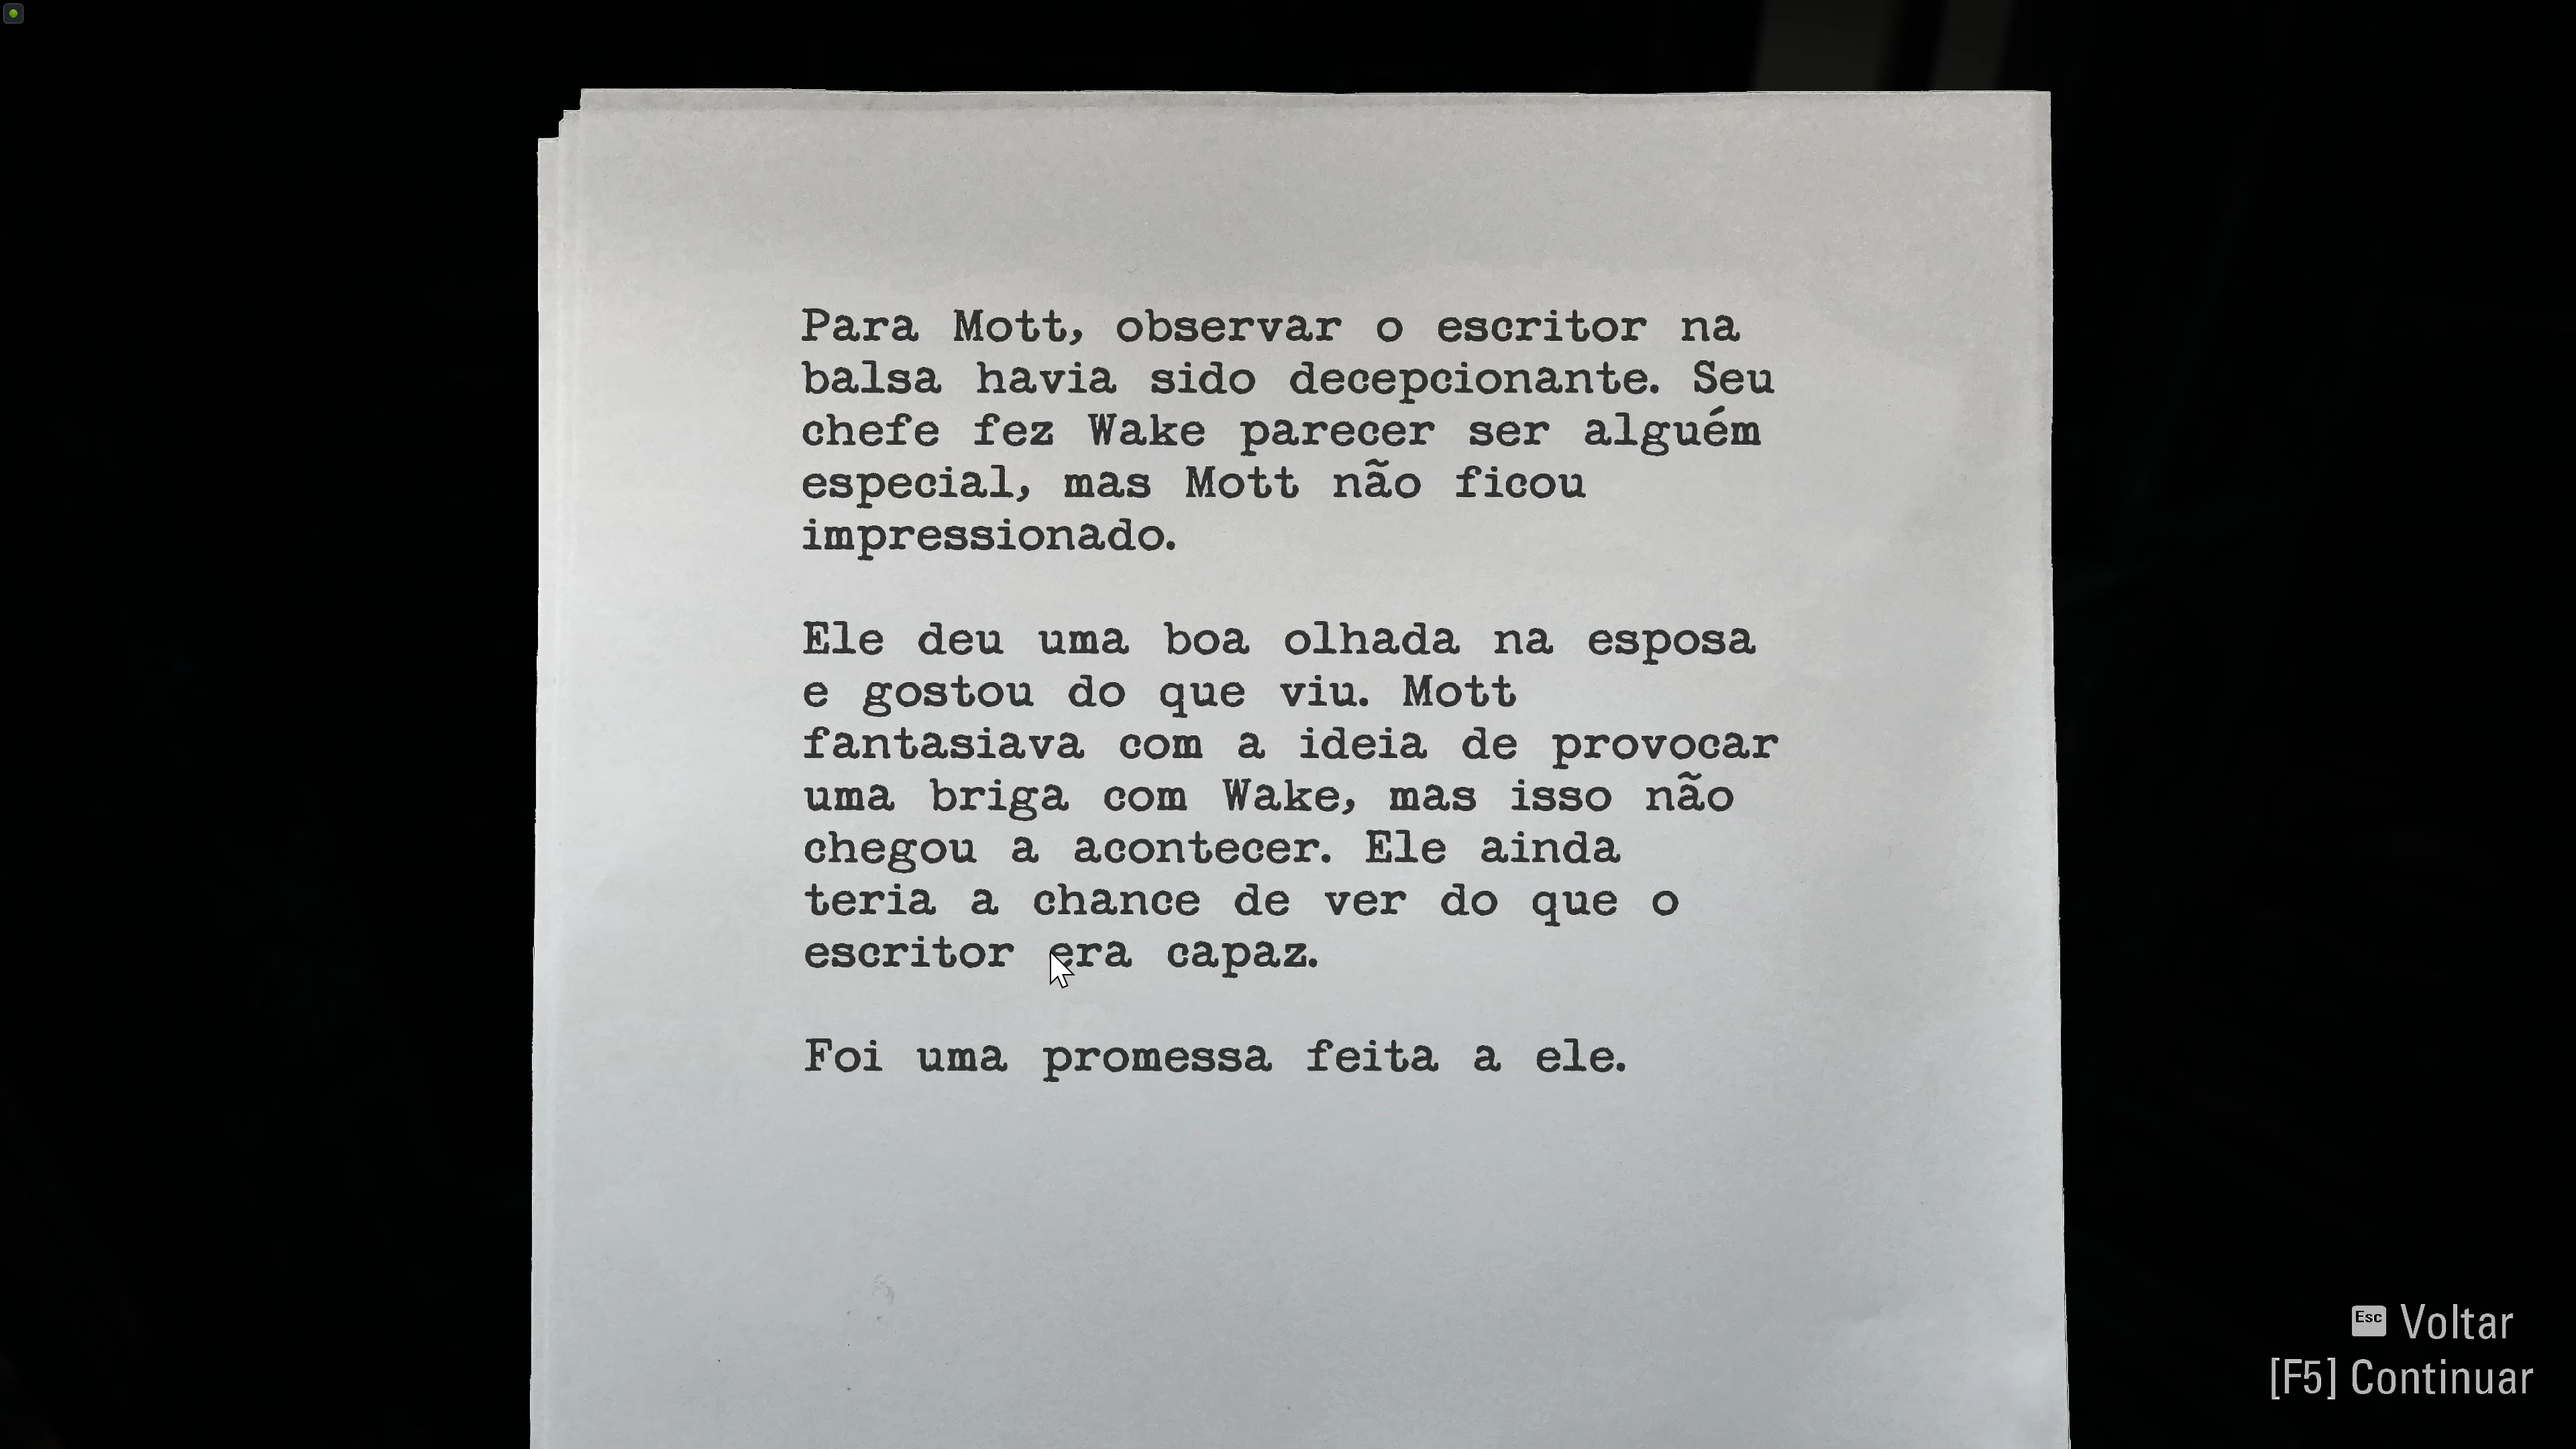 Para Mott, observar o escritor na
balsa havia sido decepcionante. Seu
chefe fez Wake parecer ser alguém
especial, mas Mott não ficou
impressionado.
Ele deu uma boa olhada na esposa
e gostou do que viu. Mott
fantasiava com a ideia de provocar
uma briga com Wake, mas isso não
chegou a acontecer. Ele ainda
teria a chance de ver do que o
escritor era capaz.
Foi uma promessa feita a ele.
Esc Voltar
[F5] Continuar